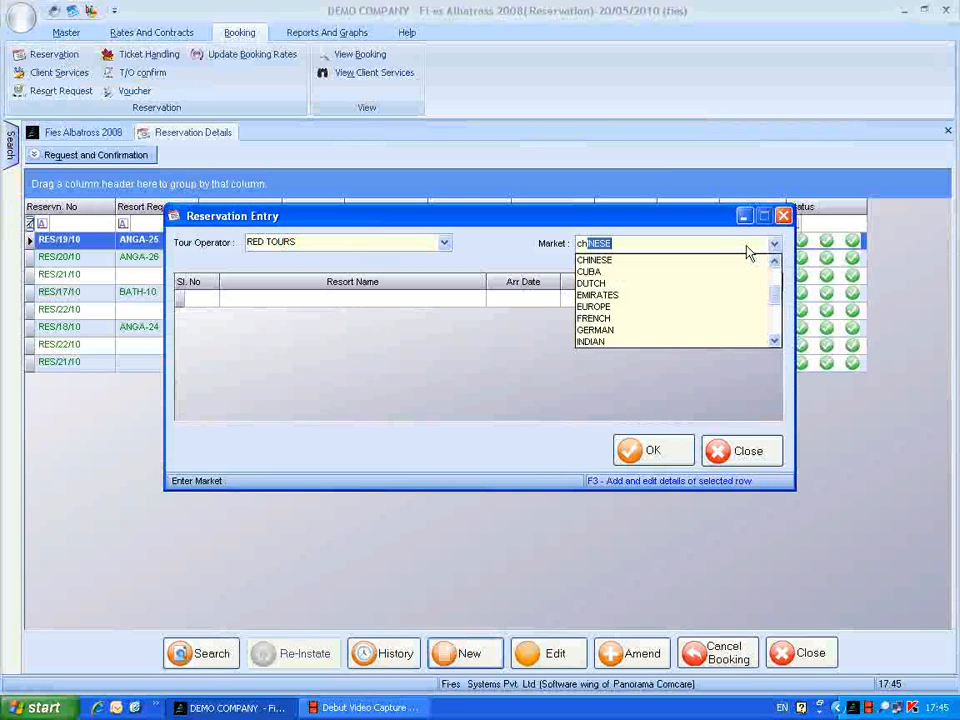 DEMO COMPANY - Fi es Albatross 2008(Reservation)-20/05/2010 (fies)
Master Rates And Contracts Booking Reports And Graphs Help
Reservation Ticket Handling Update Booking Rates View Booking
Client Services T/O confirm View Client Services
Resort Request Voucher
Reservation View
Search
Fies Albatross 2008 Reservation Details
Request and Confirmation
Drag a column header here to group by that column.
Reservn. No Resort Req tatus
RES/19/10 ANGA-25
RES/20/10 ANGA-26
RES/21/10
RES/17/10 BATH-10
RES/22/10
RES/18/10 ANGA-24
RES/22/10
RES/21/10
Reservation Entry
Tour Operator : RED TOURS Market : chNESE
CHINESE
CUBA
DUTCH
EMIRATES
EUROPE
FRENCH
GERMAN
INDIAN
Sl. No Resort Name Arr Date
OK Close
Enter Market F3 - Add and edit details of selected row
Search Re-Instate History New Edit Amend Cancel Booking Close
Fies Systems Pvt. Ltd (Software wing of Panorama Comcare) 17:45
start DEMO COMPANY - F... Debut Video Capture ... EN 17:45